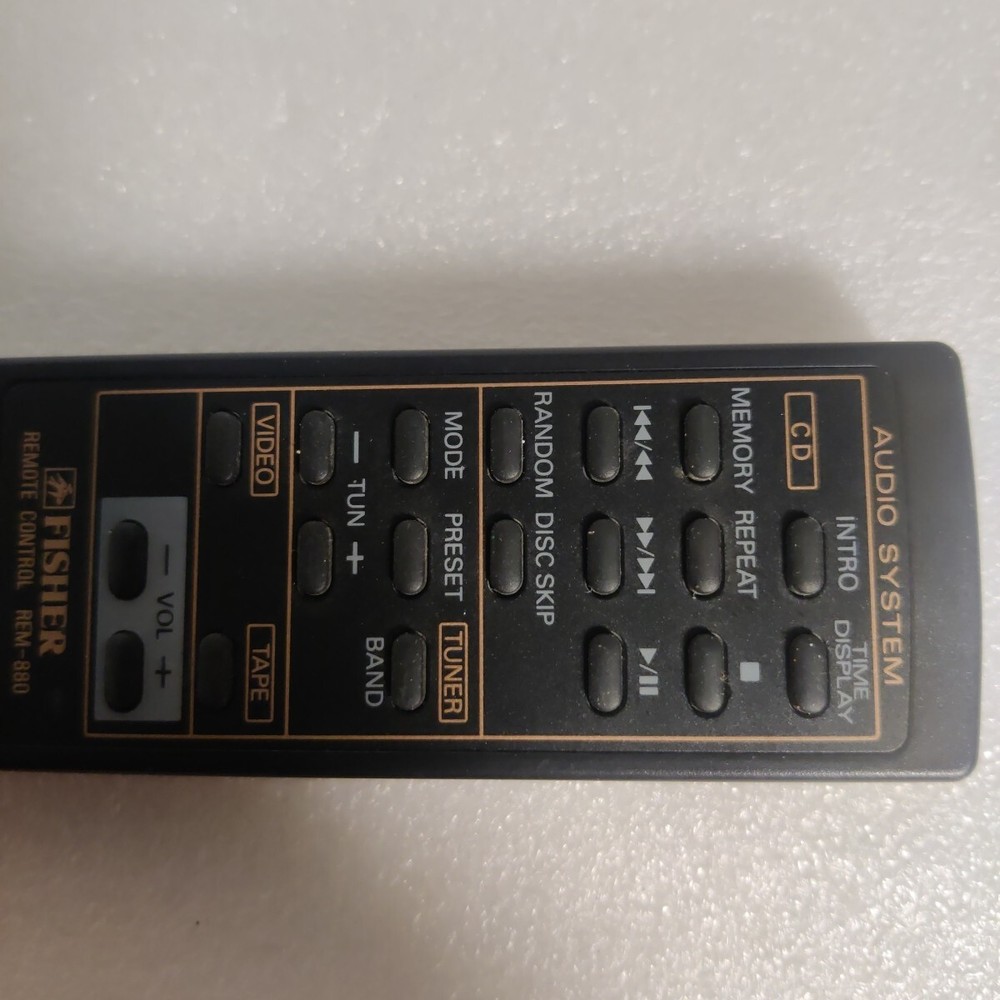 AUDIO SYSTEM
CD
INTRO
TIME
DISPLAY
MEMORY REPEAT ■
⏮/⏪ ⏩/⏭ ▶/⏸
RANDOM DISC SKIP
TUNER
MODE PRESET
BAND
− TUN +
VIDEO
TAPE
− VOL +
FISHER
REMOTE CONTROL REM-880